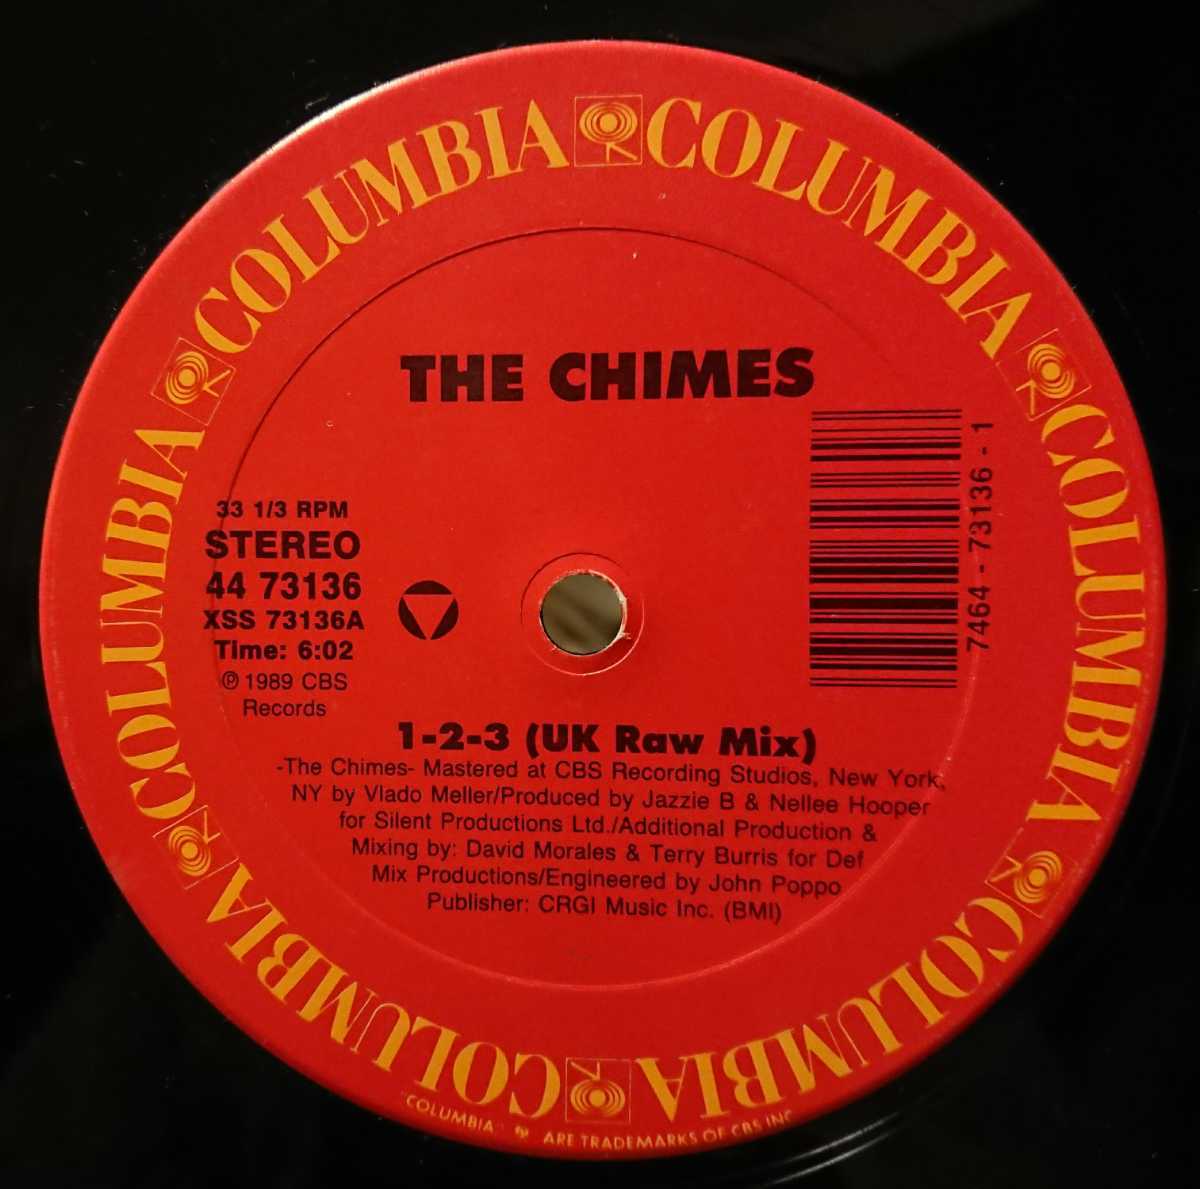 COLUMBIA COLUMBIA COLUMBIA COLUMBIA COLUMBIA COLUMBIA COLUMBIA COLUMBIA
THE CHIMES
33 1/3 RPM
STEREO
44 73136
XSS 73136A
Time: 6:02
℗ 1989 CBS
Records
7464 - 73136 - 1
1-2-3 (UK Raw Mix)
-The Chimes- Mastered at CBS Recording Studios, New York,
NY by Vlado Meller/Produced by Jazzie B & Nellee Hooper
for Silent Productions Ltd./Additional Production &
Mixing by: David Morales & Terry Burris for Def
Mix Productions/Engineered by John Poppo
Publisher: CRGI Music Inc. (BMI)
"COLUMBIA," ARE TRADEMARKS OF CBS INC.